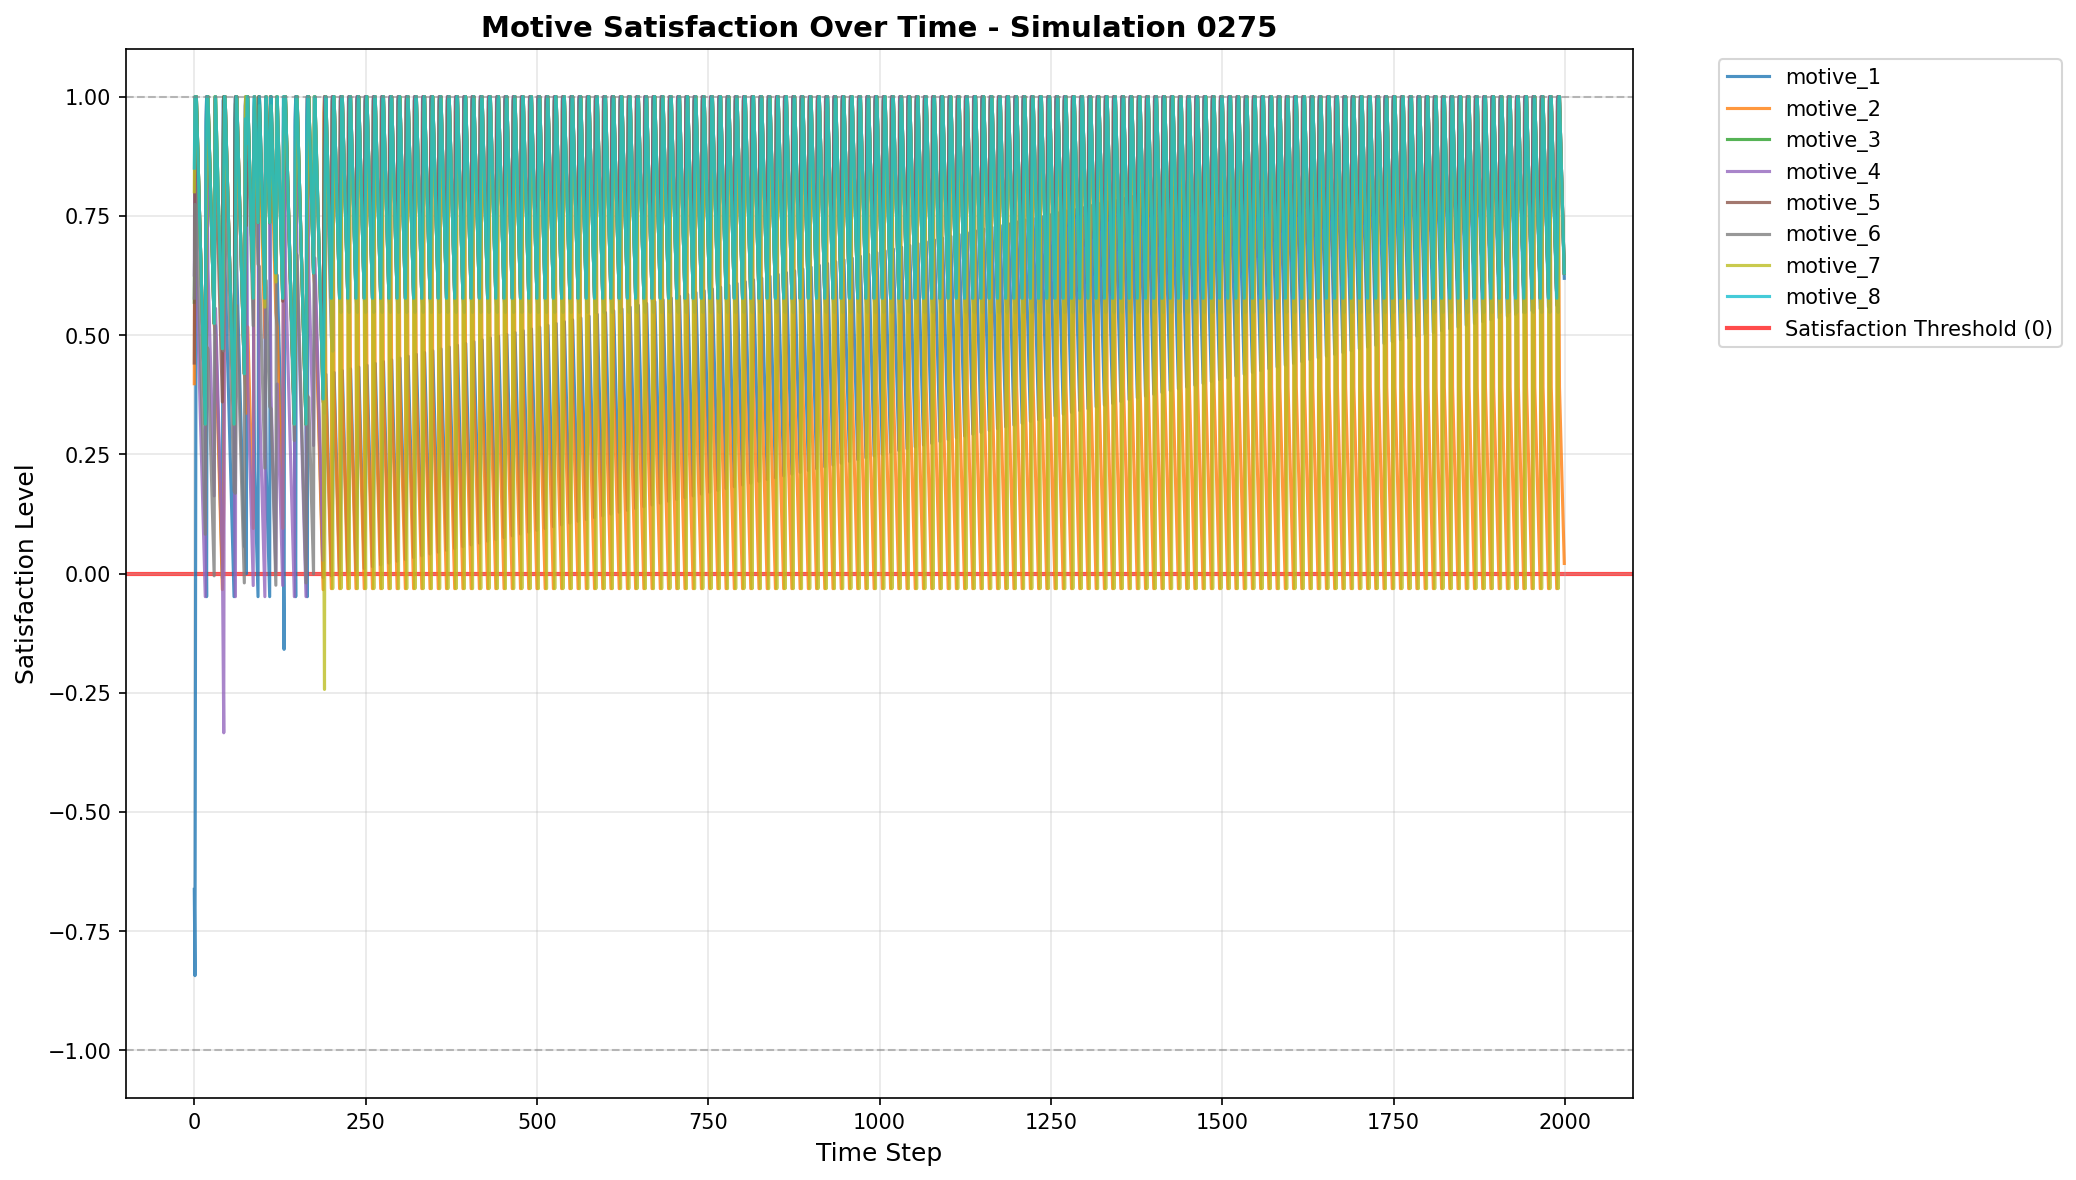 Motive Satisfaction Over Time - Simulation 0275
1.00
0.75
0.50
0.25
0.00
−0.25
−0.50
−0.75
−1.00
Satisfaction Level
0
250
500
750
1000
1250
1500
1750
2000
Time Step
motive_1
motive_2
motive_3
motive_4
motive_5
motive_6
motive_7
motive_8
Satisfaction Threshold (0)